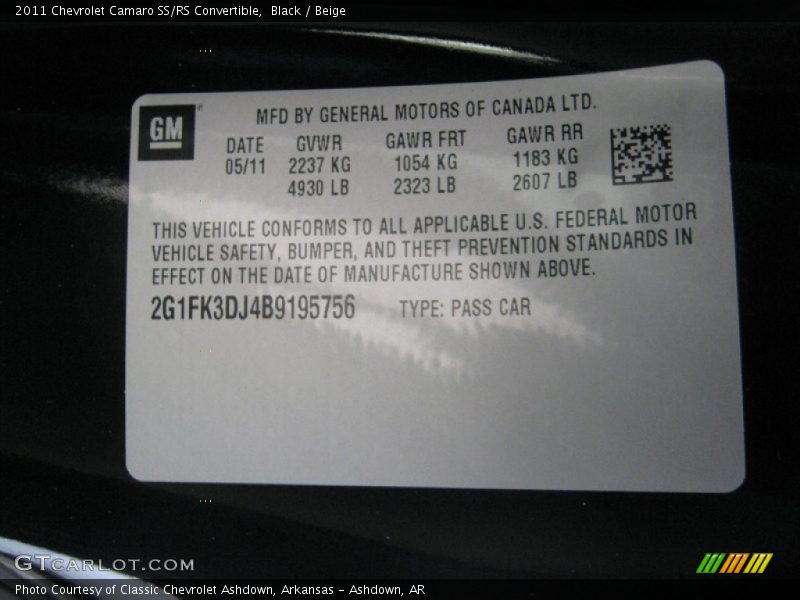 2011 Chevrolet Camaro SS/RS Convertible, Black / Beige
GM
MFD BY GENERAL MOTORS OF CANADA LTD.
DATE GVWR GAWR FRT GAWR RR
05/11 2237 KG 1054 KG 1183 KG
4930 LB 2323 LB 2607 LB
THIS VEHICLE CONFORMS TO ALL APPLICABLE U.S. FEDERAL MOTOR
VEHICLE SAFETY, BUMPER, AND THEFT PREVENTION STANDARDS IN
EFFECT ON THE DATE OF MANUFACTURE SHOWN ABOVE.
2G1FK3DJ4B9195756 TYPE: PASS CAR
GTCARLOT.COM
Photo Courtesy of Classic Chevrolet Ashdown, Arkansas - Ashdown, AR